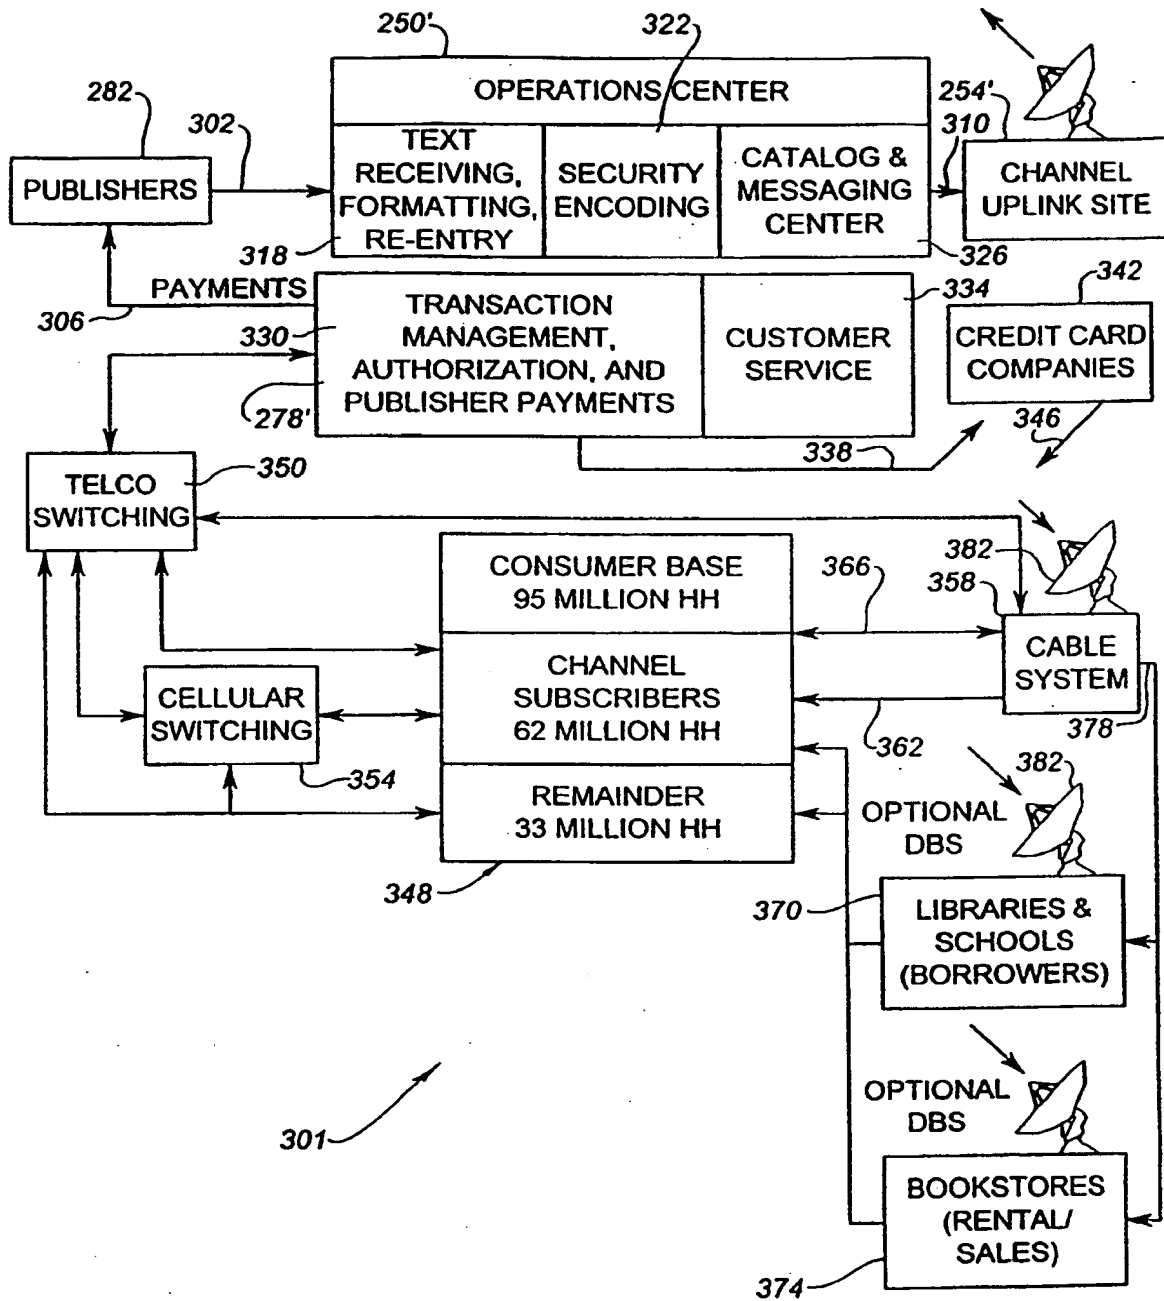 250'
322
OPERATIONS CENTER
254'
282
302
310
PUBLISHERS
TEXT
RECEIVING,
FORMATTING,
RE-ENTRY
318
SECURITY
ENCODING
CATALOG &
MESSAGING
CENTER
326
CHANNEL
UPLINK SITE
PAYMENTS
306
330
TRANSACTION
MANAGEMENT,
AUTHORIZATION, AND
PUBLISHER PAYMENTS
278'
334
CUSTOMER
SERVICE
342
CREDIT CARD
COMPANIES
346
338
350
TELCO
SWITCHING
CONSUMER BASE
95 MILLION HH
366
382
358
CHANNEL
SUBSCRIBERS
62 MILLION HH
CABLE
SYSTEM
378
362
CELLULAR
SWITCHING
354
REMAINDER
33 MILLION HH
348
382
OPTIONAL
DBS
370
LIBRARIES &
SCHOOLS
(BORROWERS)
301
OPTIONAL
DBS
BOOKSTORES
(RENTAL/
SALES)
374